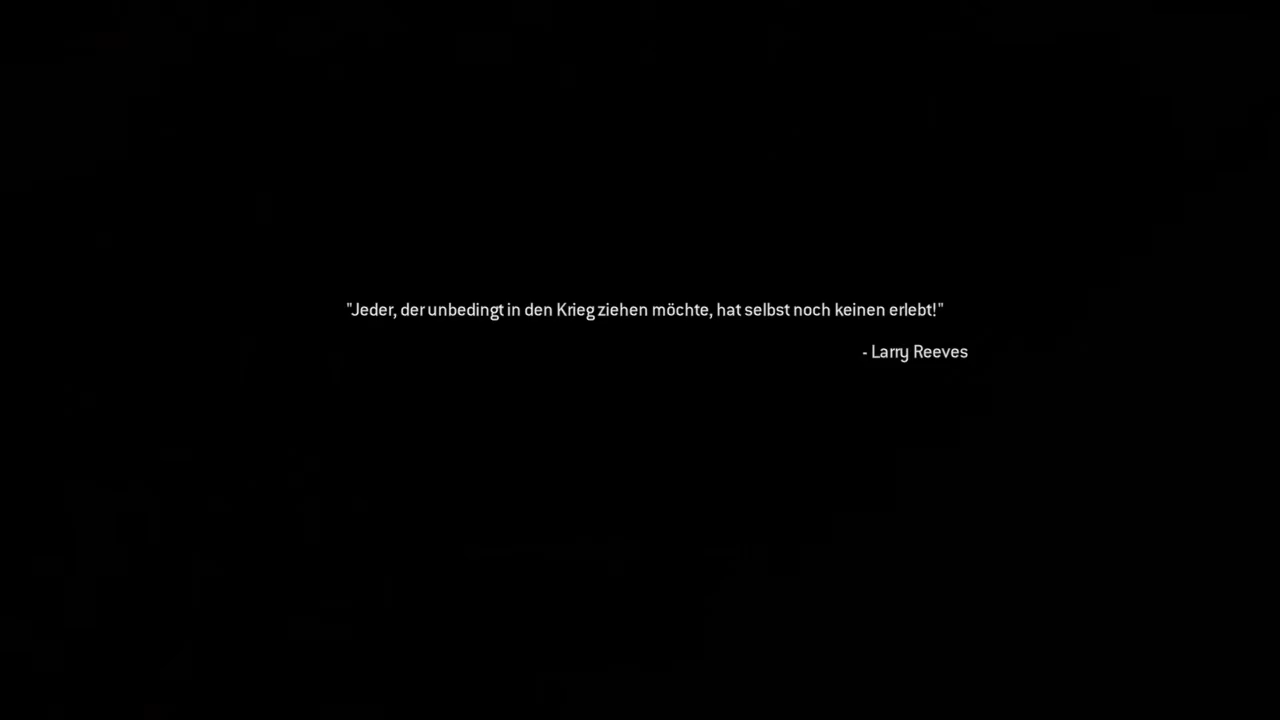 "Jeder, der unbedingt in den Krieg ziehen möchte, hat selbst noch keinen erlebt!"
- Larry Reeves